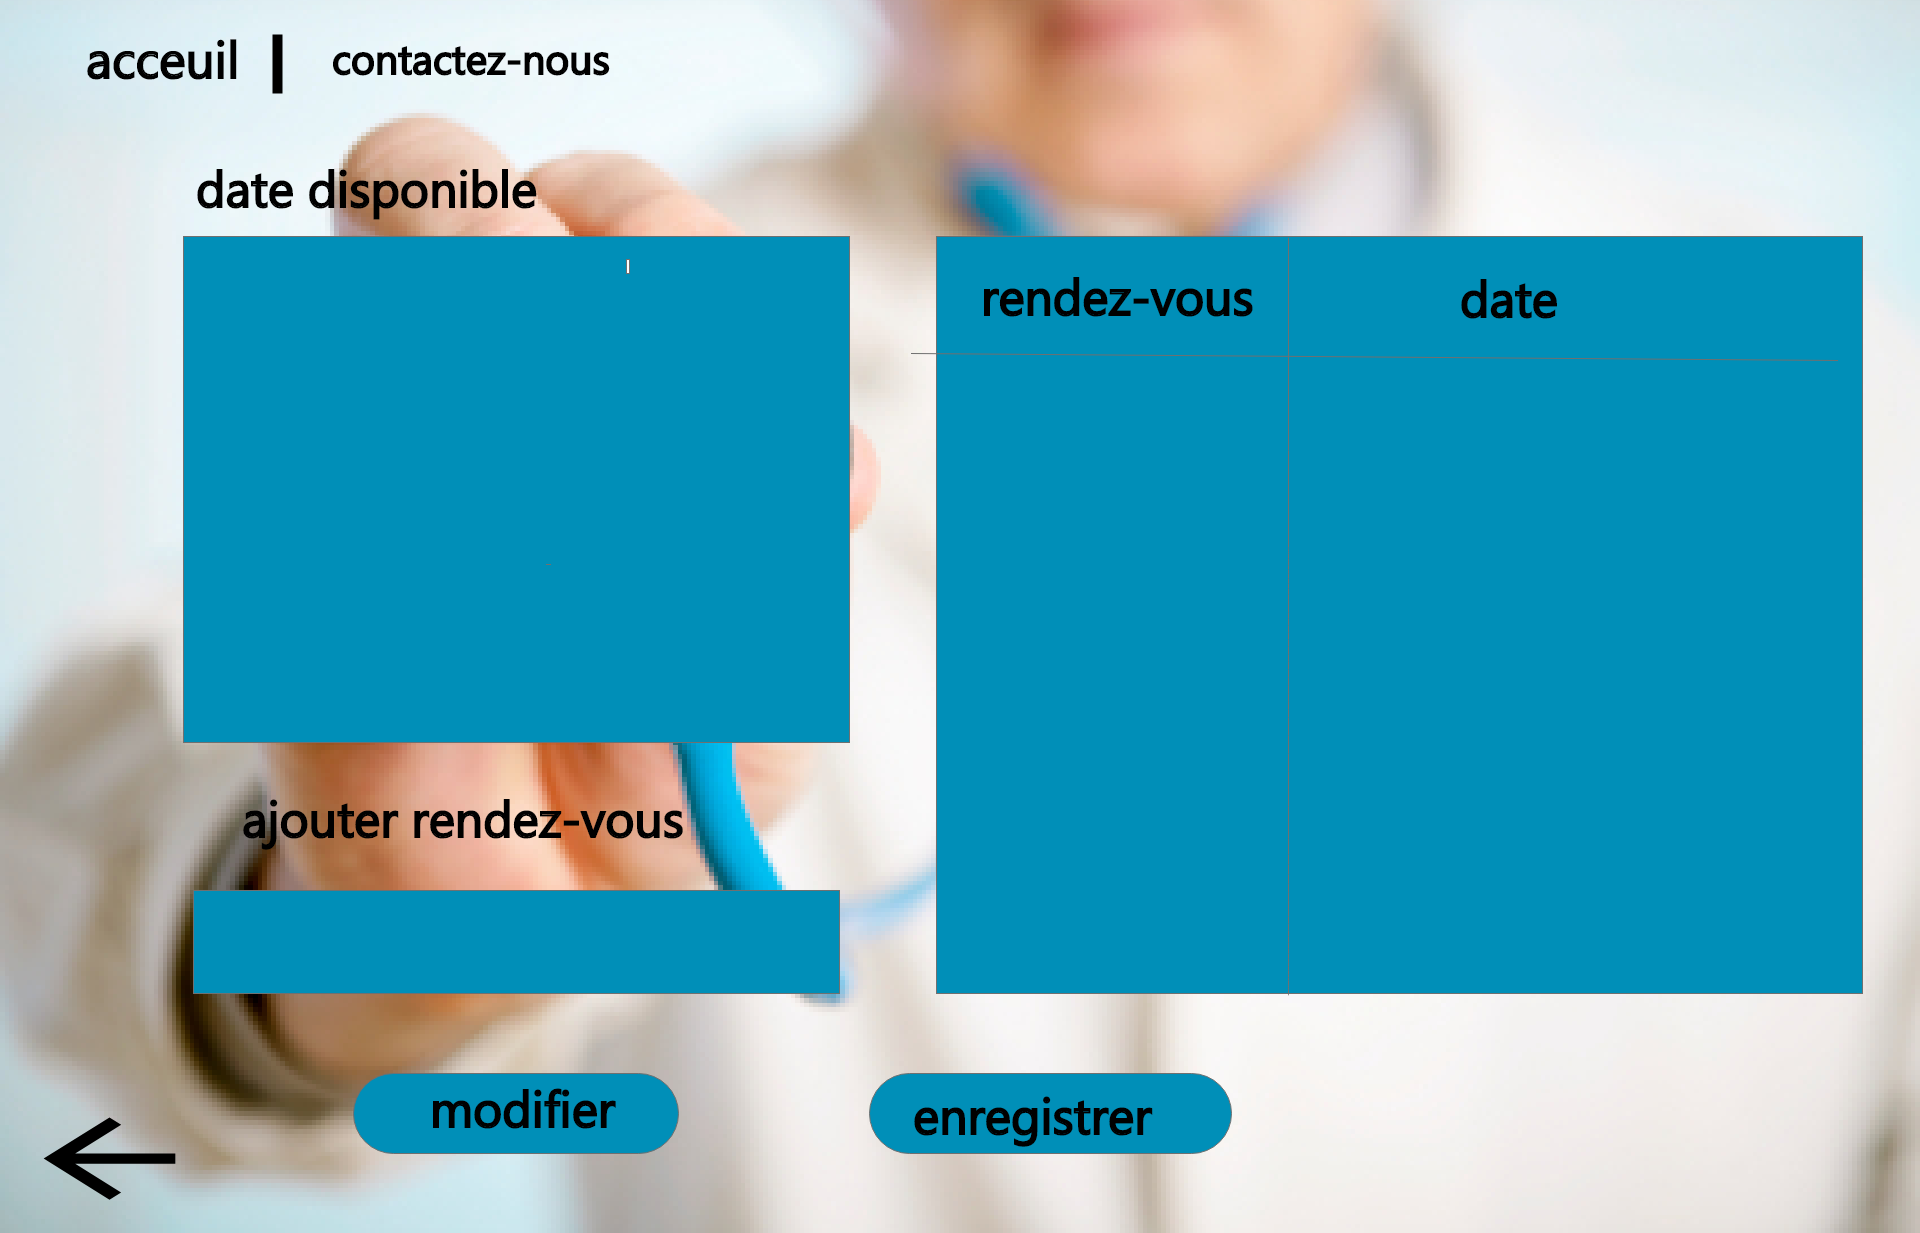 acceuil | contactez-nous
date disponible
rendez-vous date
ajouter rendez-vous
modifier enregistrer